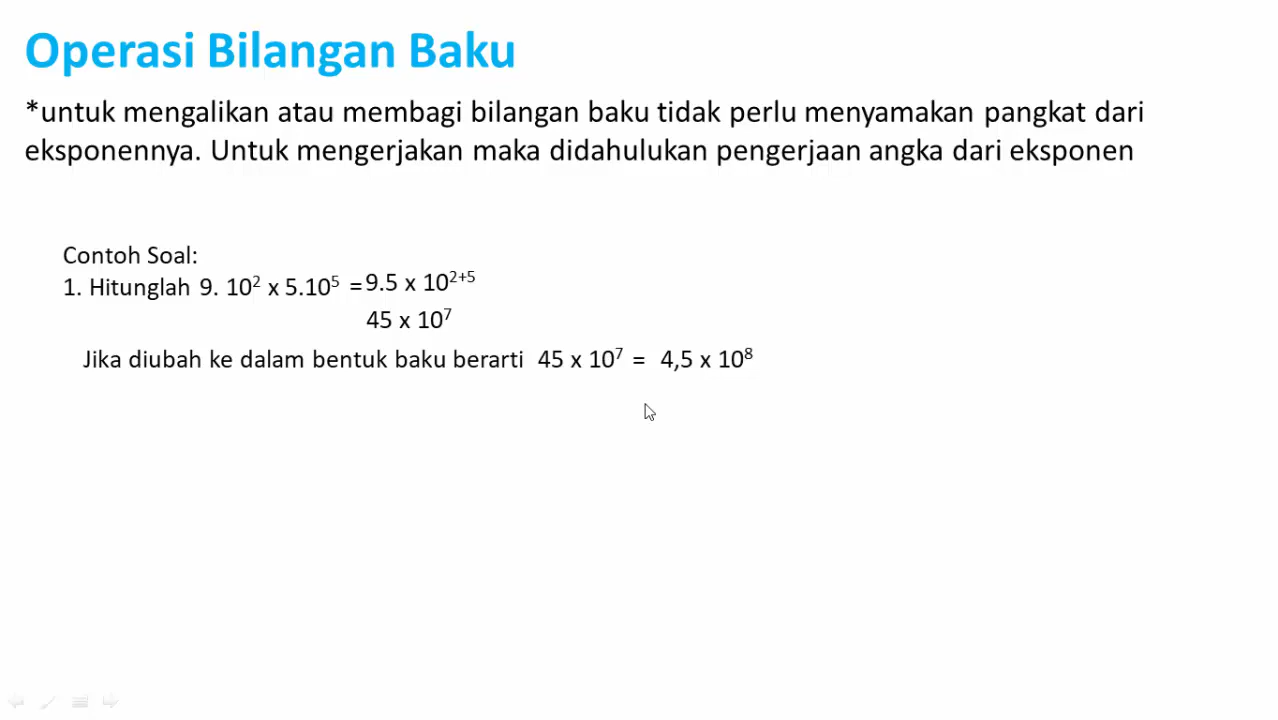 Operasi Bilangan Baku
*untuk mengalikan atau membagi bilangan baku tidak perlu menyamakan pangkat dari
eksponennya. Untuk mengerjakan maka didahulukan pengerjaan angka dari eksponen
Contoh Soal:
1. Hitunglah 9. 10² x 5.10⁵ = 9.5 x 10²⁺⁵
45 x 10⁷
Jika diubah ke dalam bentuk baku berarti 45 x 10⁷ = 4,5 x 10⁸